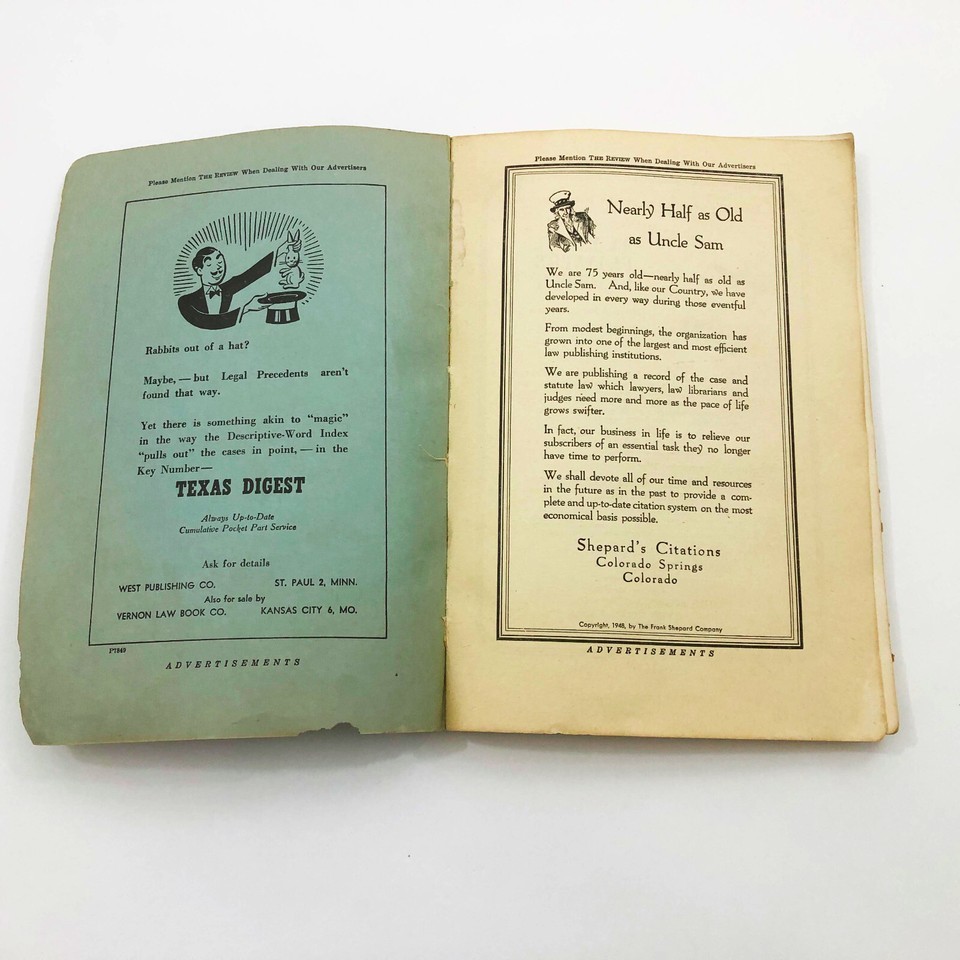 Please Mention THE REVIEW When Dealing With Our Advertisers
Rabbits out of a hat?
Maybe, — but Legal Precedents aren't
found that way.
Yet there is something akin to "magic"
in the way the Descriptive-Word Index
"pulls out" the cases in point, — in the
Key Number—
TEXAS DIGEST
Always Up-to-Date
Cumulative Pocket Part Service
Ask for details
WEST PUBLISHING CO. ST. PAUL 2, MINN.
Also for sale by
VERNON LAW BOOK CO. KANSAS CITY 6, MO.
P7849
ADVERTISEMENTS
Please Mention THE REVIEW When Dealing With Our Advertisers
Nearly Half as Old
as Uncle Sam
We are 75 years old—nearly half as old as
Uncle Sam. And, like our Country, we have
developed in every way during those eventful
years.
From modest beginnings, the organization has
grown into one of the largest and most efficient
law publishing institutions.
We are publishing a record of the case and
statute law which lawyers, law librarians and
judges need more and more as the pace of life
grows swifter.
In fact, our business in life is to relieve our
subscribers of an essential task they no longer
have time to perform.
We shall devote all of our time and resources
in the future as in the past to provide a com-
plete and up-to-date citation system on the most
economical basis possible.
Shepard's Citations
Colorado Springs
Colorado
Copyright, 1948, by The Frank Shepard Company
ADVERTISEMENTS